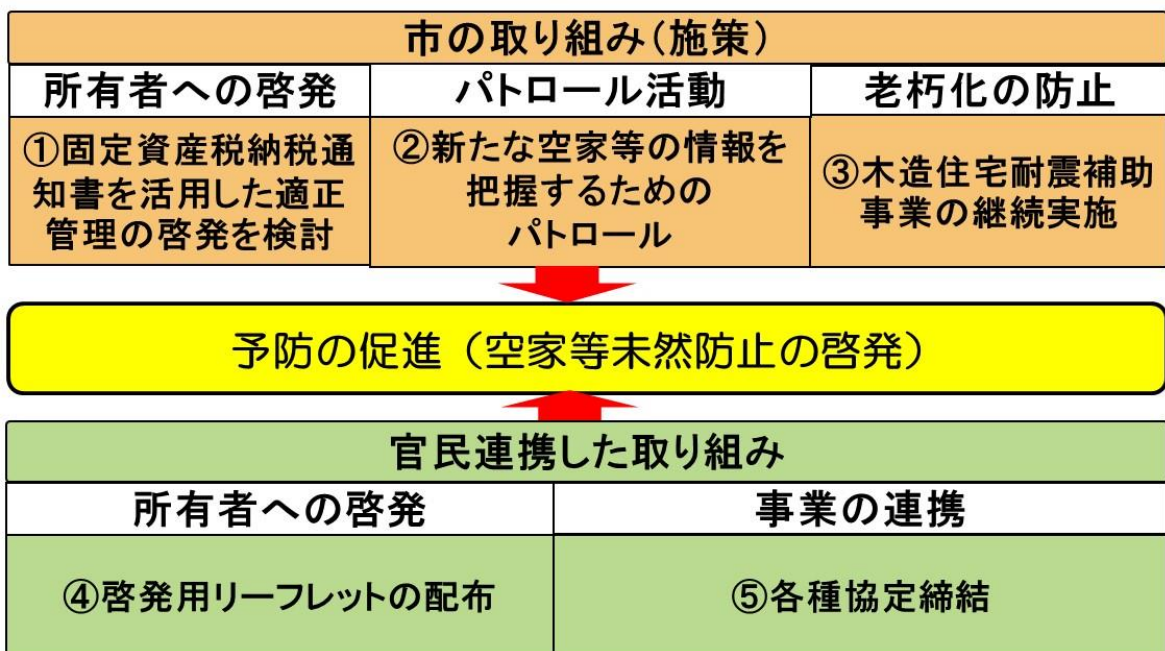 市の取り組み(施策)
所有者への啓発
パトロール活動
老朽化の防止
①固定資産税納税通
知書を活用した適正
管理の啓発を検討
②新たな空家等の情報を
把握するための
パトロール
③木造住宅耐震補助
事業の継続実施
予防の促進(空家等未然防止の啓発)
官民連携した取り組み
所有者への啓発
事業の連携
④啓発用リーフレットの配布
⑤各種協定締結